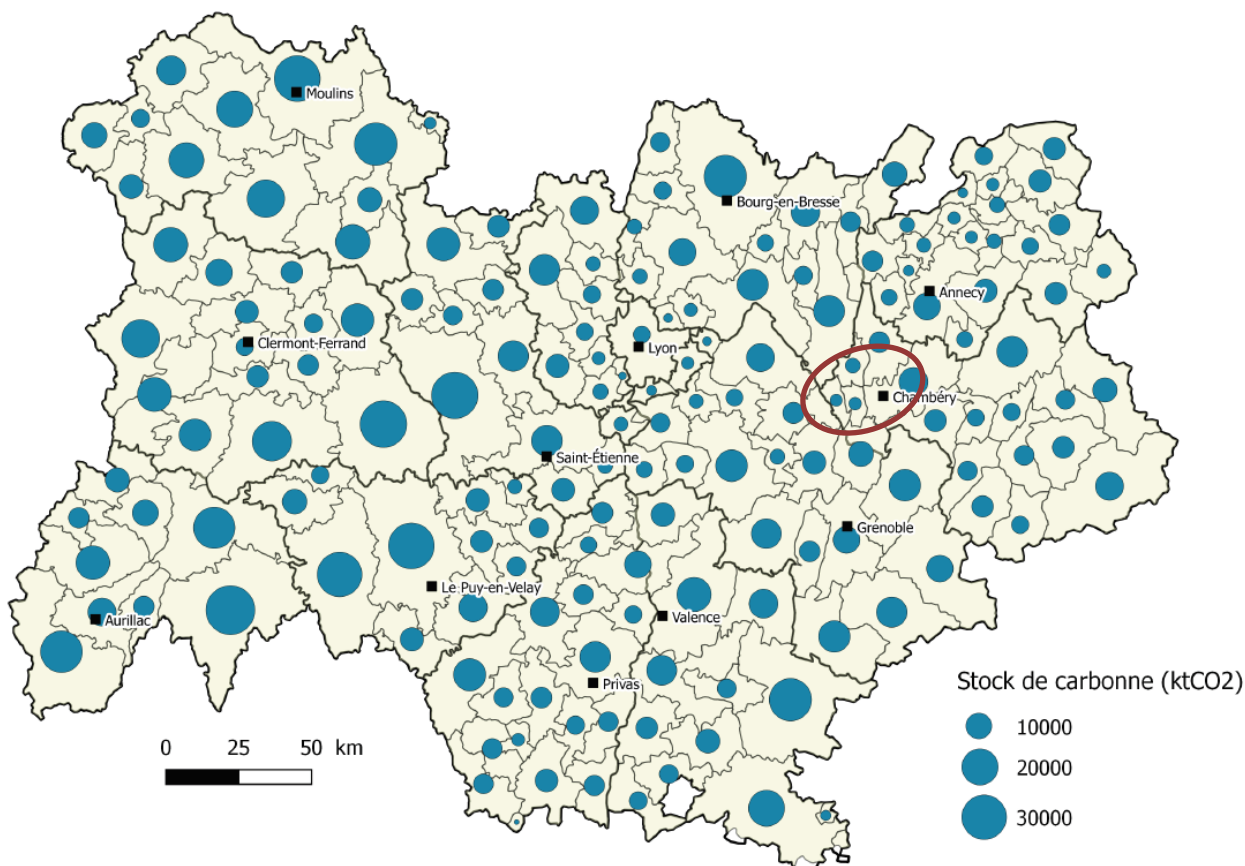 Moulins
Bourg-en-Bresse
Annecy
Clermont-Ferrand
Lyon
Chambéry
Saint-Étienne
Grenoble
Le Puy-en-Velay
Aurillac
Valence
Privas
Stock de carbonne (ktCO2)
10000
20000
30000
0 25 50 km